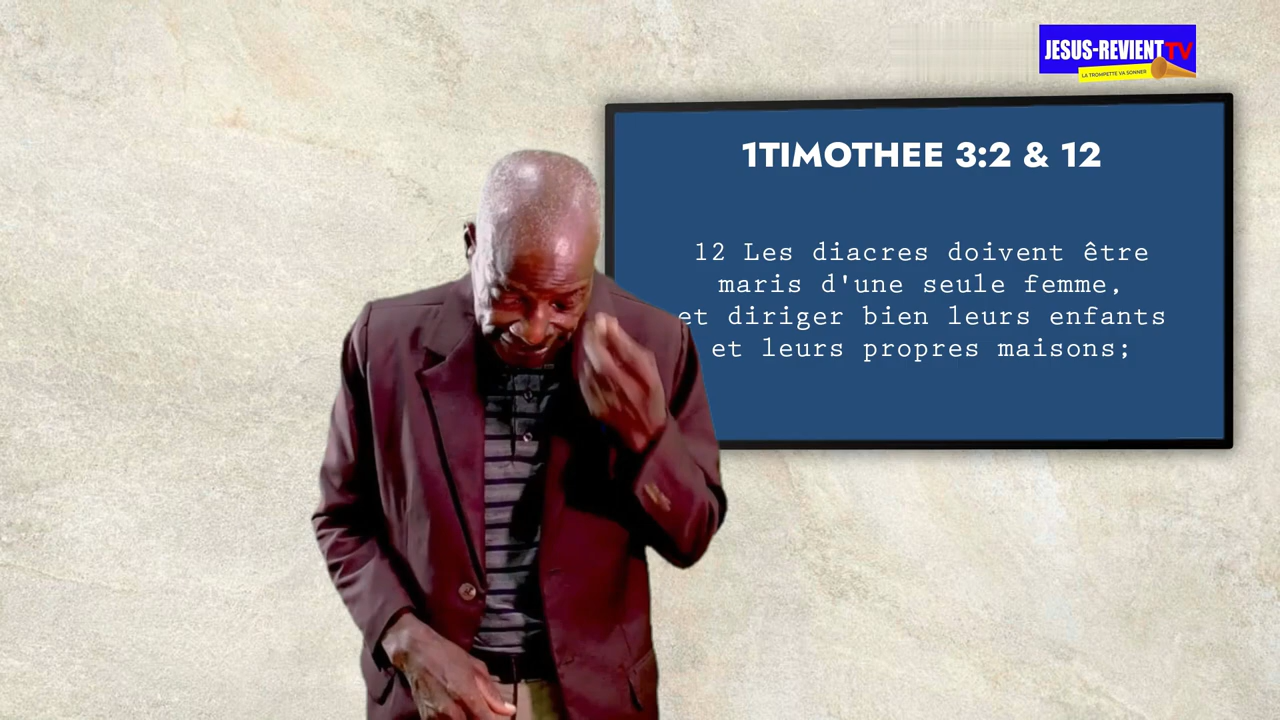 JESUS-REVIENT TV
LA TROMPETTE VA SONNER
1TIMOTHEE 3:2 & 12
12 Les diacres doivent être
maris d'une seule femme,
et diriger bien leurs enfants
et leurs propres maisons;